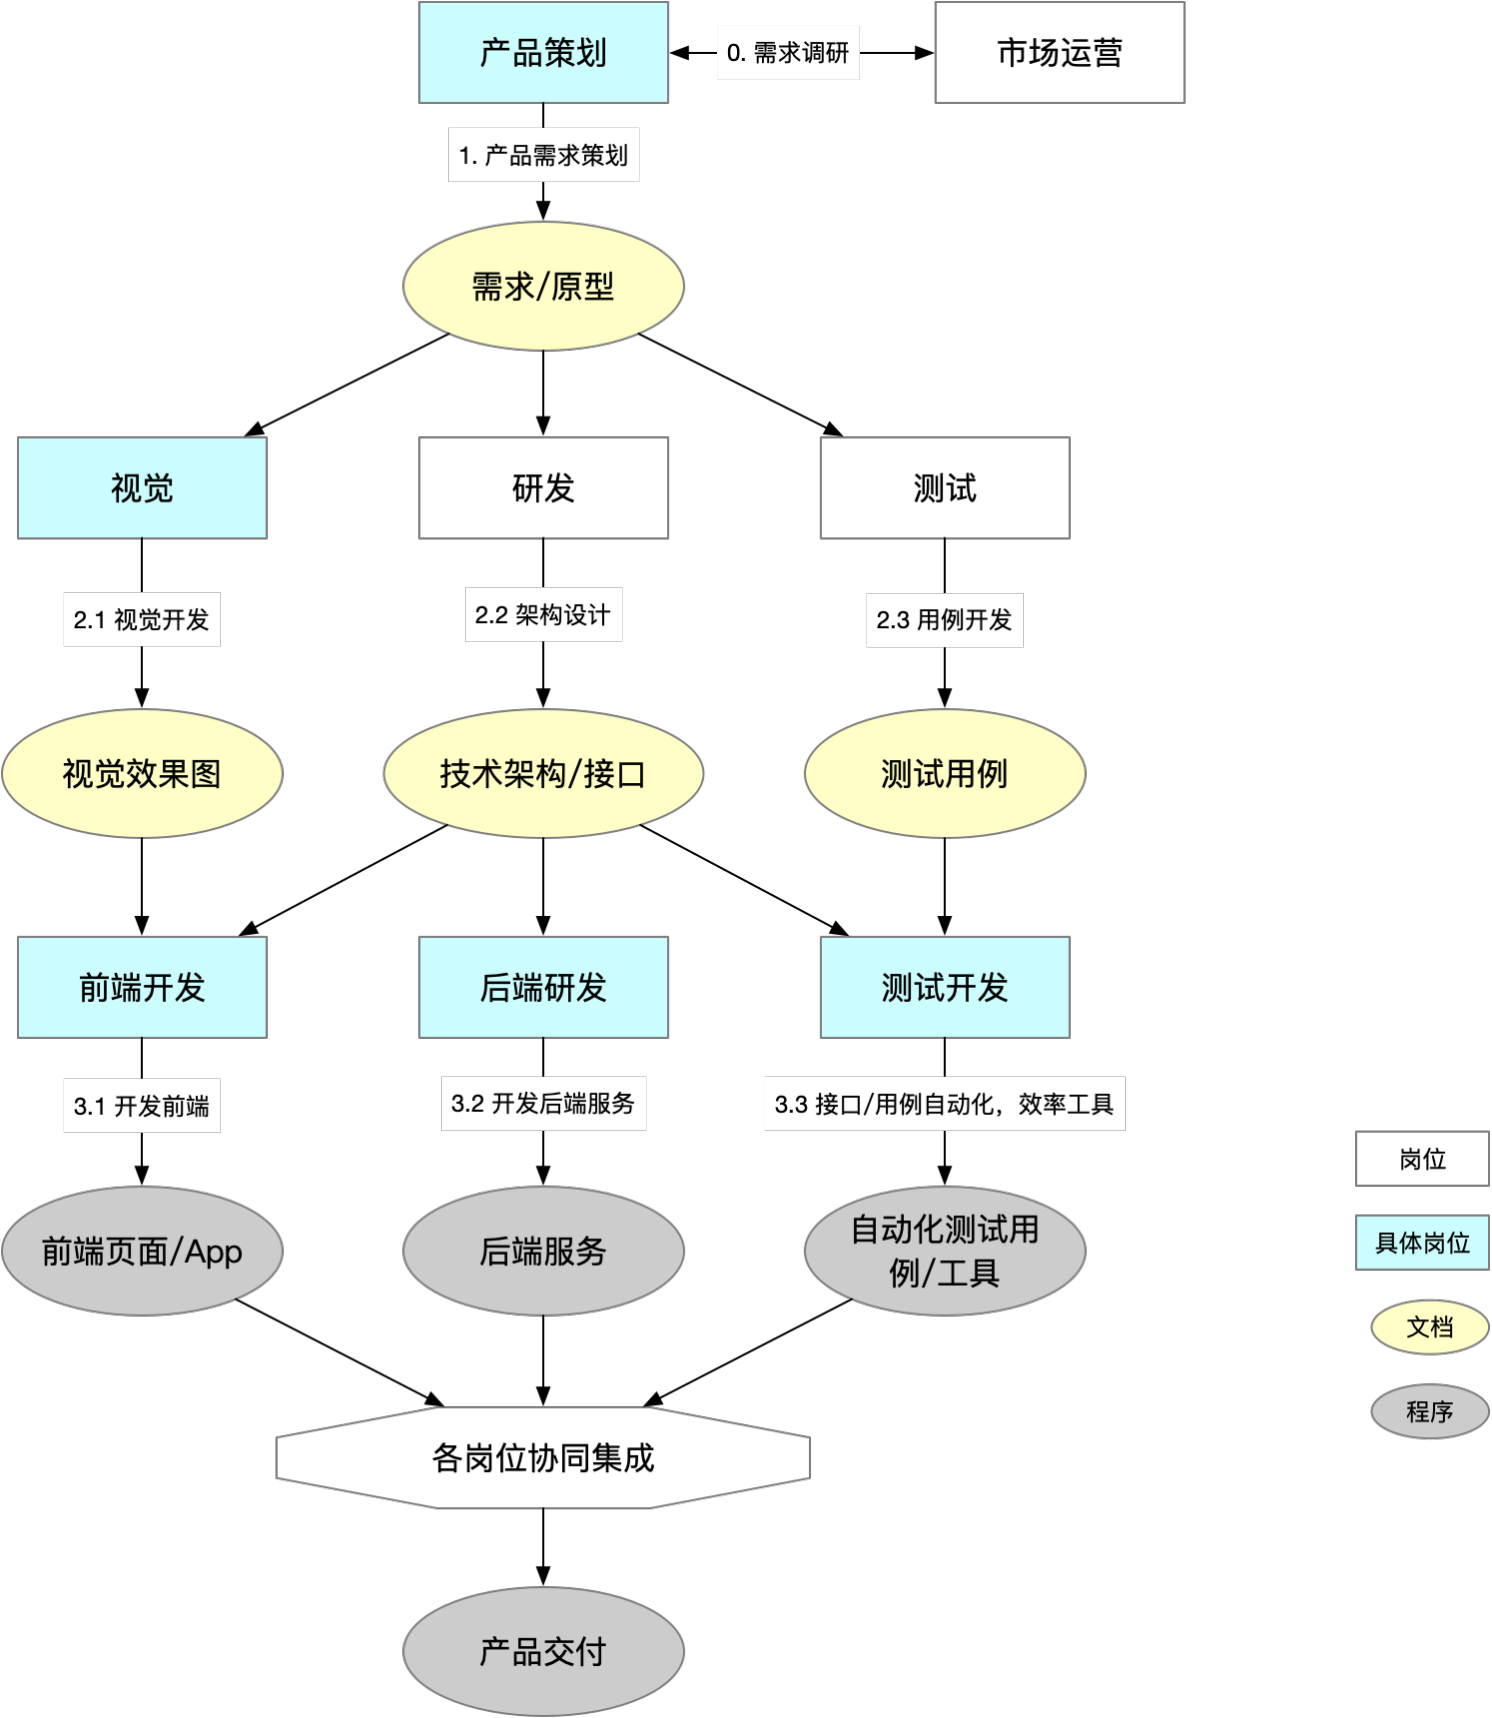 产品策划
0. 需求调研
市场运营
1. 产品需求策划
需求/原型
视觉
研发
测试
2.1 视觉开发
2.2 架构设计
2.3 用例开发
视觉效果图
技术架构/接口
测试用例
前端开发
后端研发
测试开发
3.1 开发前端
3.2 开发后端服务
3.3 接口/用例自动化，效率工具
前端页面/App
后端服务
自动化测试用
例/工具
各岗位协同集成
产品交付
岗位
具体岗位
文档
程序